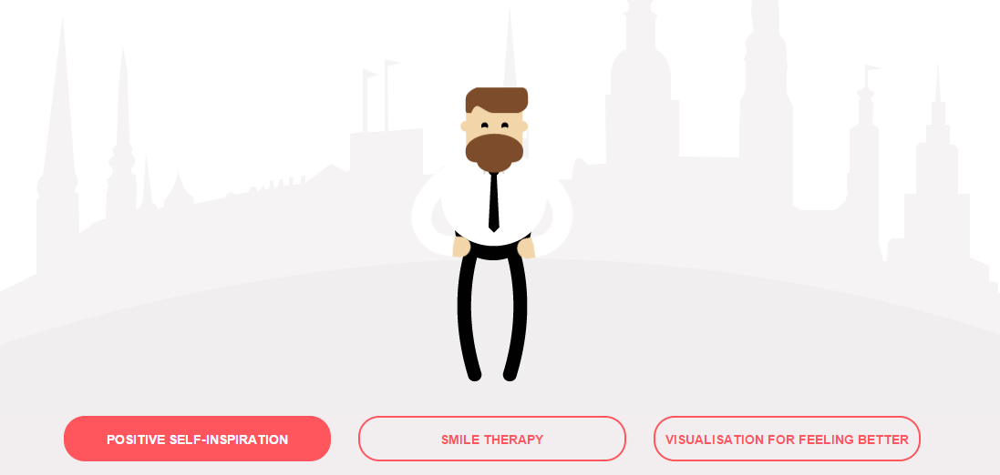 POSITIVE SELF-INSPIRATION
SMILE THERAPY
VISUALISATION FOR FEELING BETTER